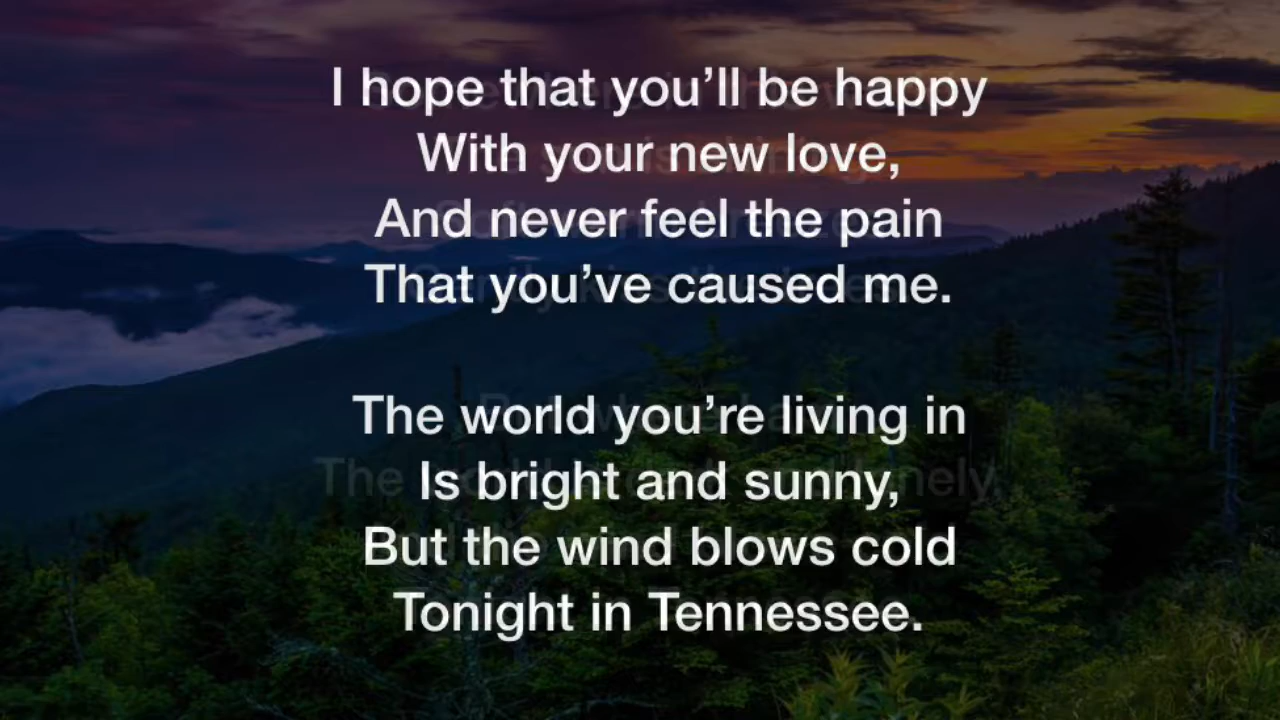 I hope that you’ll be happy
With your new love,
And never feel the pain
That you’ve caused me.
The world you’re living in
Is bright and sunny,
But the wind blows cold
Tonight in Tennessee.